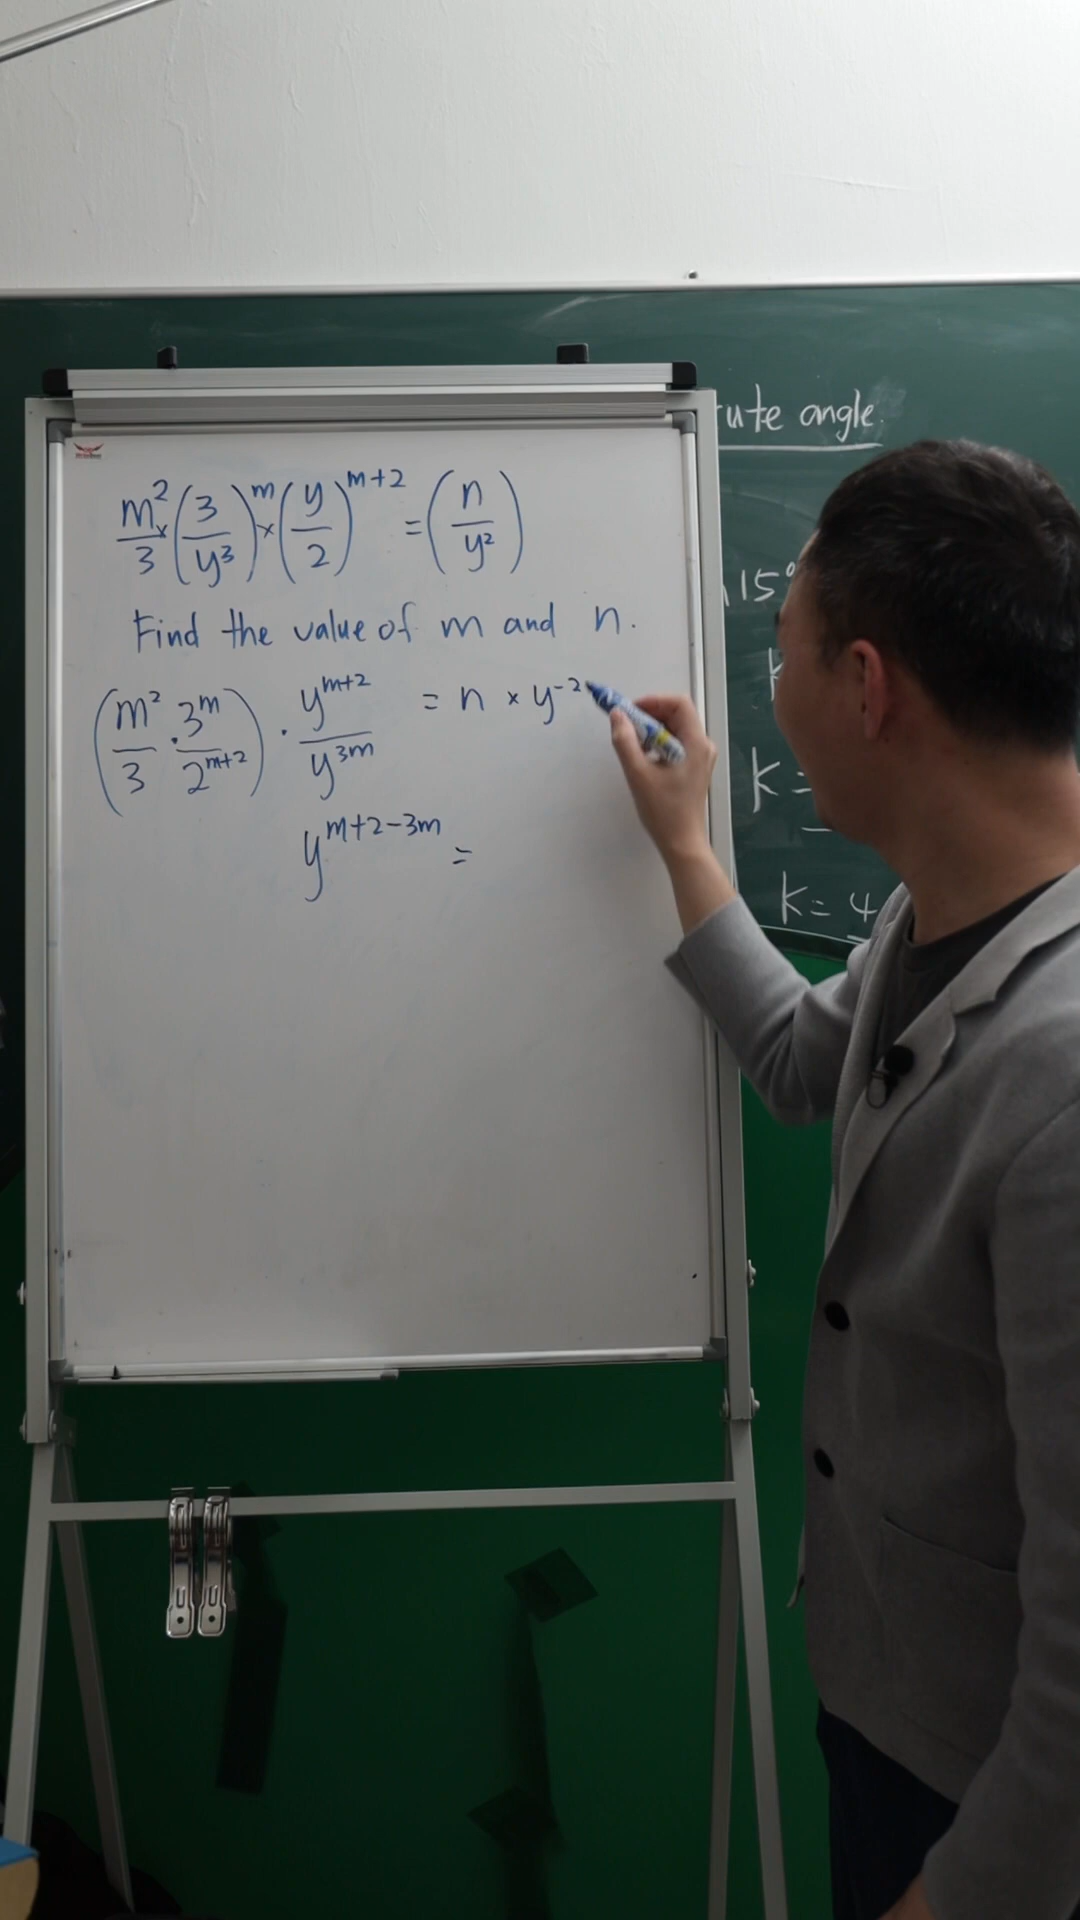 m²/3 × (3/y³)^m × (y/2)^(m+2) = (n/y²)
Find the value of m and n.
(m²/3 · 3^m/2^(m+2)) · y^(m+2)/y^(3m) = n × y^(-2)
y^(m+2-3m) =
angle.
15°
k =
k = 4